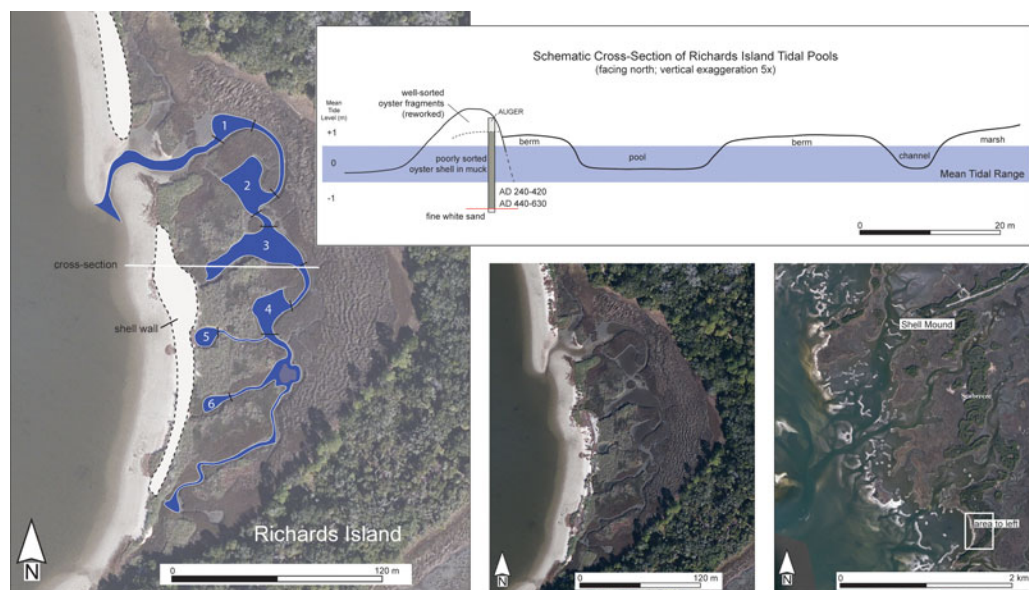 1
2
3
cross-section
4
shell wall
5
6
Richards Island
N
0
120 m
Schematic Cross-Section of Richards Island Tidal Pools
(facing north; vertical exaggeration 5x)
Mean
Tide
Level (m)
well-sorted
oyster fragments
(reworked)
AUGER
+1
berm
berm
marsh
0
poorly sorted
oyster shell in muck
pool
channel
Mean Tidal Range
-1
AD 240-420
AD 440-630
fine white sand
0
20 m
N
0
120 m
Shell Mound
area to left
N
0
2 km